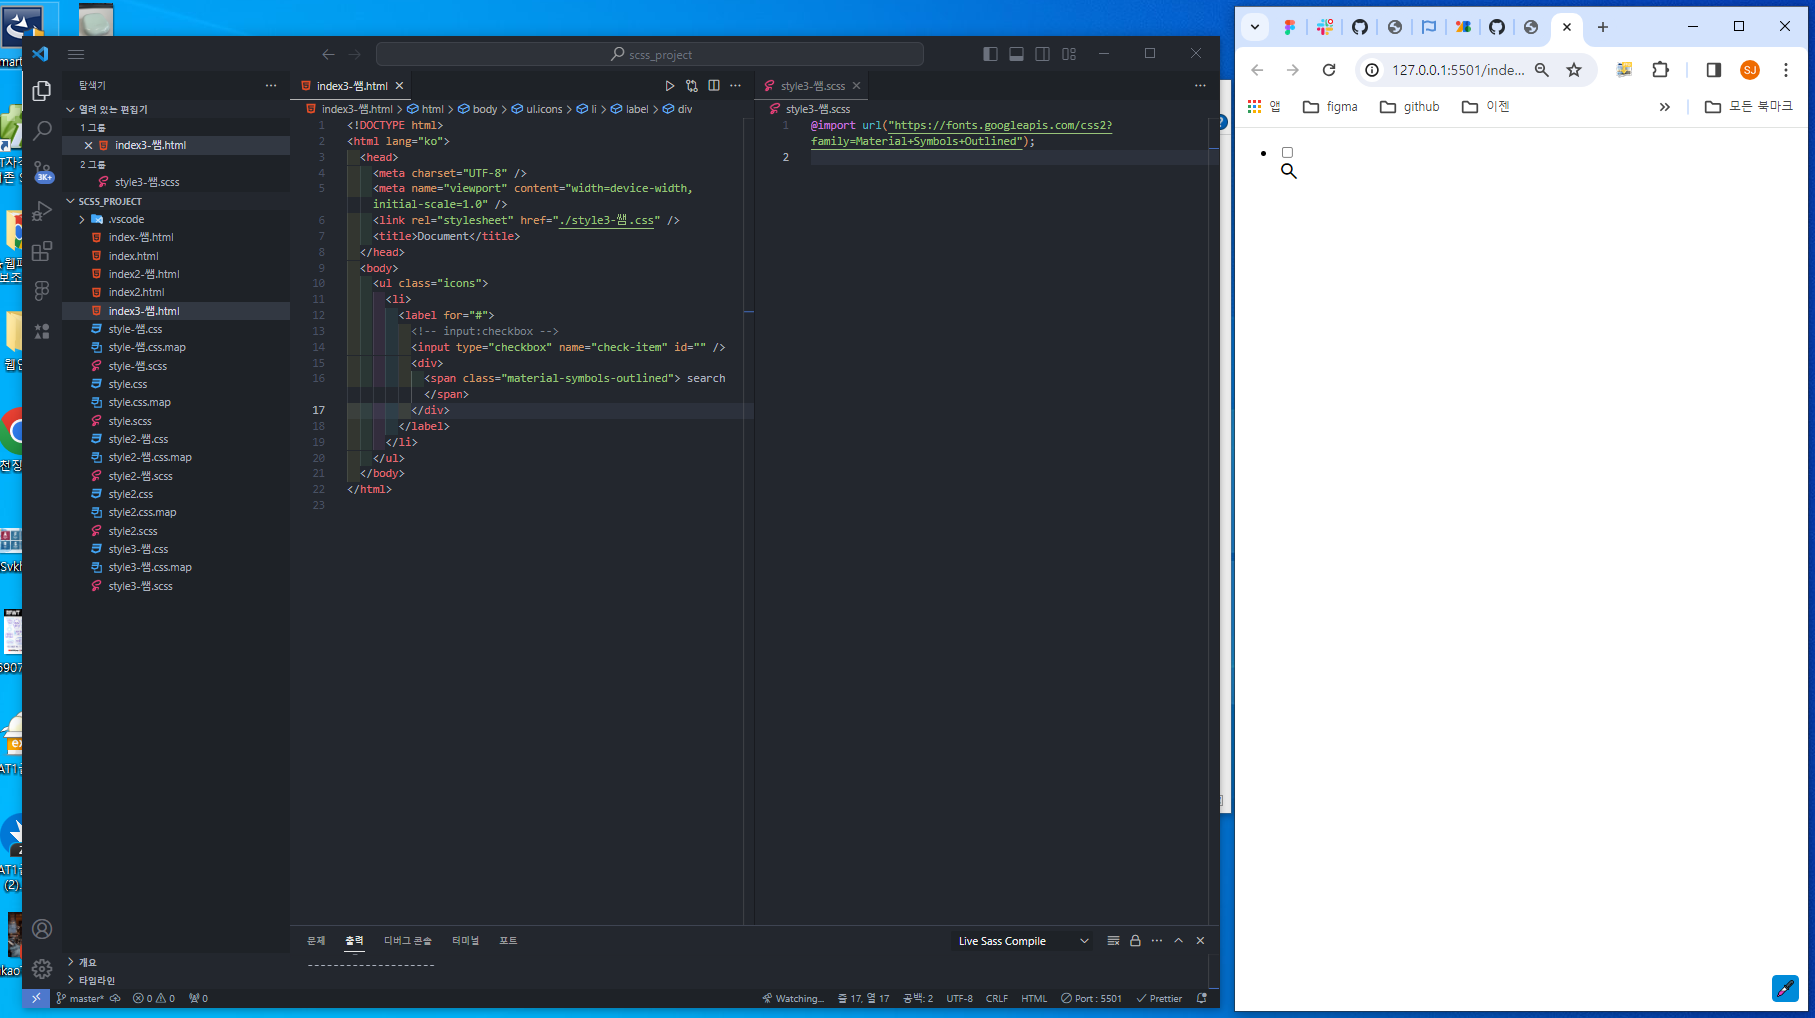 scss_project
탐색기
열려 있는 편집기
1 그룹
index3-쌤.html
2 그룹
style3-쌤.scss
SCSS_PROJECT
.vscode
index-쌤.html
index.html
index2-쌤.html
index2.html
index3-쌤.html
style-쌤.css
style-쌤.css.map
style-쌤.scss
style.css
style.css.map
style.scss
style2-쌤.css
style2-쌤.css.map
style2-쌤.scss
style2.css
style2.css.map
style2.scss
style3-쌤.css
style3-쌤.css.map
style3-쌤.scss
개요
타임라인
3K+
index3-쌤.html
index3-쌤.html > html > body > ul.icons > li > label > div
1 <!DOCTYPE html>
2 <html lang="ko">
3 <head>
4 <meta charset="UTF-8" />
5 <meta name="viewport" content="width=device-width,
initial-scale=1.0" />
6 <link rel="stylesheet" href="./style3-쌤.css" />
7 <title>Document</title>
8 </head>
9 <body>
10 <ul class="icons">
11 <li>
12 <label for="#">
13 <!-- input:checkbox -->
14 <input type="checkbox" name="check-item" id="" />
15 <div>
16 <span class="material-symbols-outlined"> search
</span>
17 </div>
18 </label>
19 </li>
20 </ul>
21 </body>
22 </html>
23
style3-쌤.scss
style3-쌤.scss
1 @import url("https://fonts.googleapis.com/css2?
family=Material+Symbols+Outlined");
2
문제 출력 디버그 콘솔 터미널 포트
Live Sass Compile
--------------------
master* 0 0 0
Watching... 줄 17, 열 17 공백: 2 UTF-8 CRLF HTML Port : 5501 Prettier
127.0.0.1:5501/inde...
SJ
앱 figma github 이젠 모든 북마크